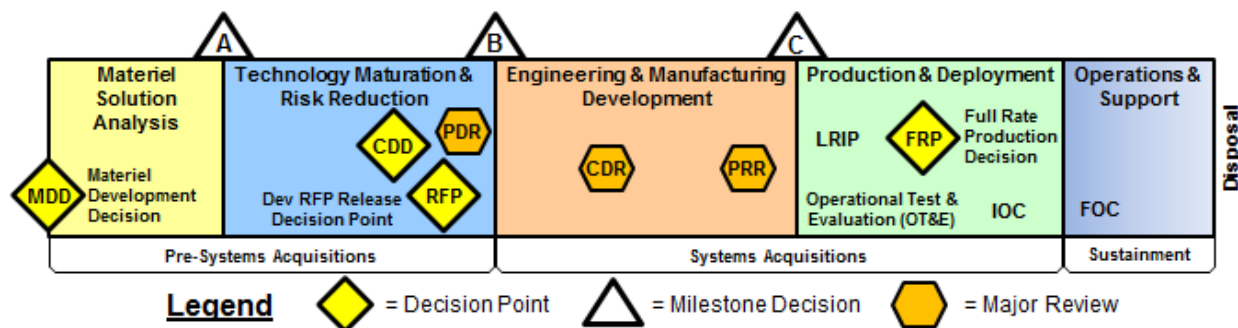 A
B
C
Materiel
Solution
Analysis
MDD
Materiel
Development
Decision
Technology Maturation &
Risk Reduction
CDD
PDR
Dev RFP Release
Decision Point
RFP
Engineering & Manufacturing
Development
CDR
PRR
Production & Deployment
LRIP
FRP
Full Rate
Production
Decision
Operational Test &
Evaluation (OT&E)
IOC
Operations &
Support
FOC
Disposal
Pre-Systems Acquisitions
Systems Acquisitions
Sustainment
Legend
= Decision Point
= Milestone Decision
= Major Review